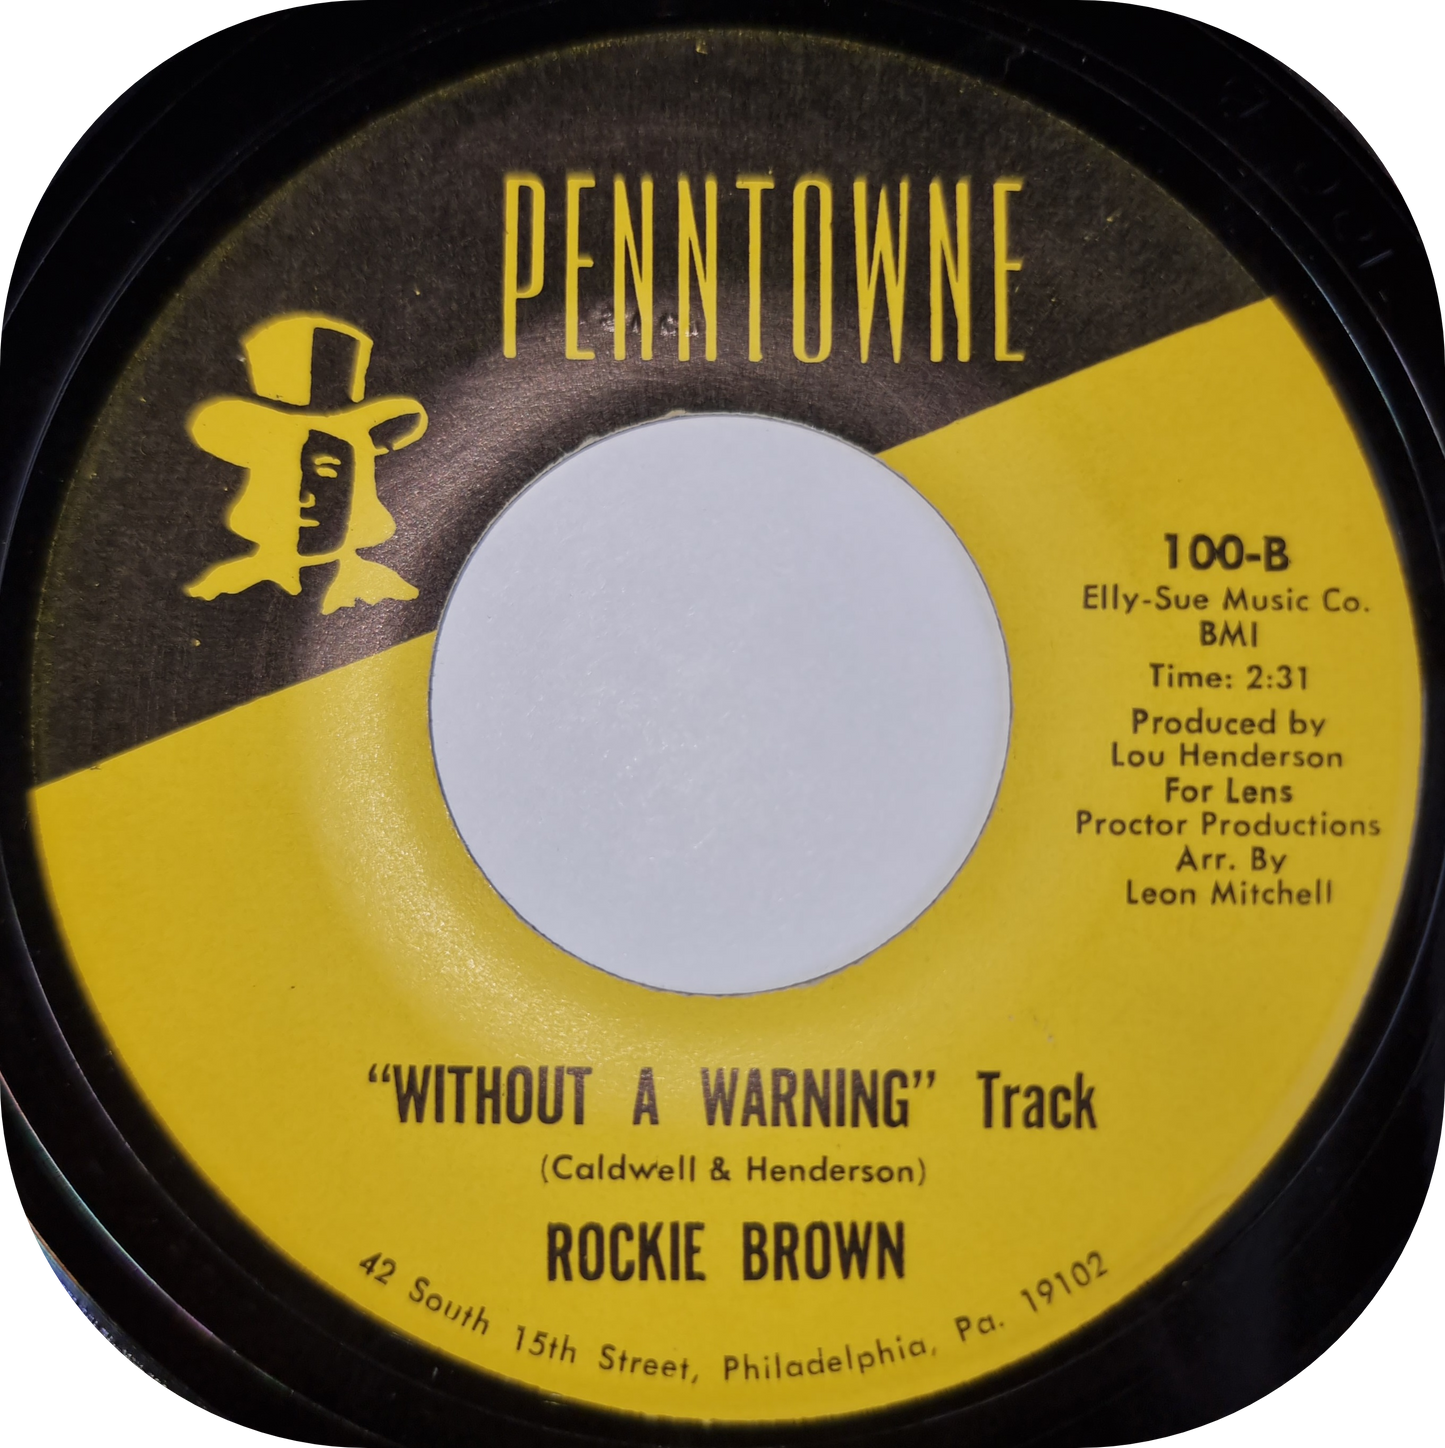 PENNTOWNE
100-B
Elly-Sue Music Co.
BMI
Time: 2:31
Produced by
Lou Henderson
For Lens
Proctor Productions
Arr. By
Leon Mitchell
“WITHOUT A WARNING” Track
(Caldwell & Henderson)
ROCKIE BROWN
42 South 15th Street, Philadelphia, Pa. 19102